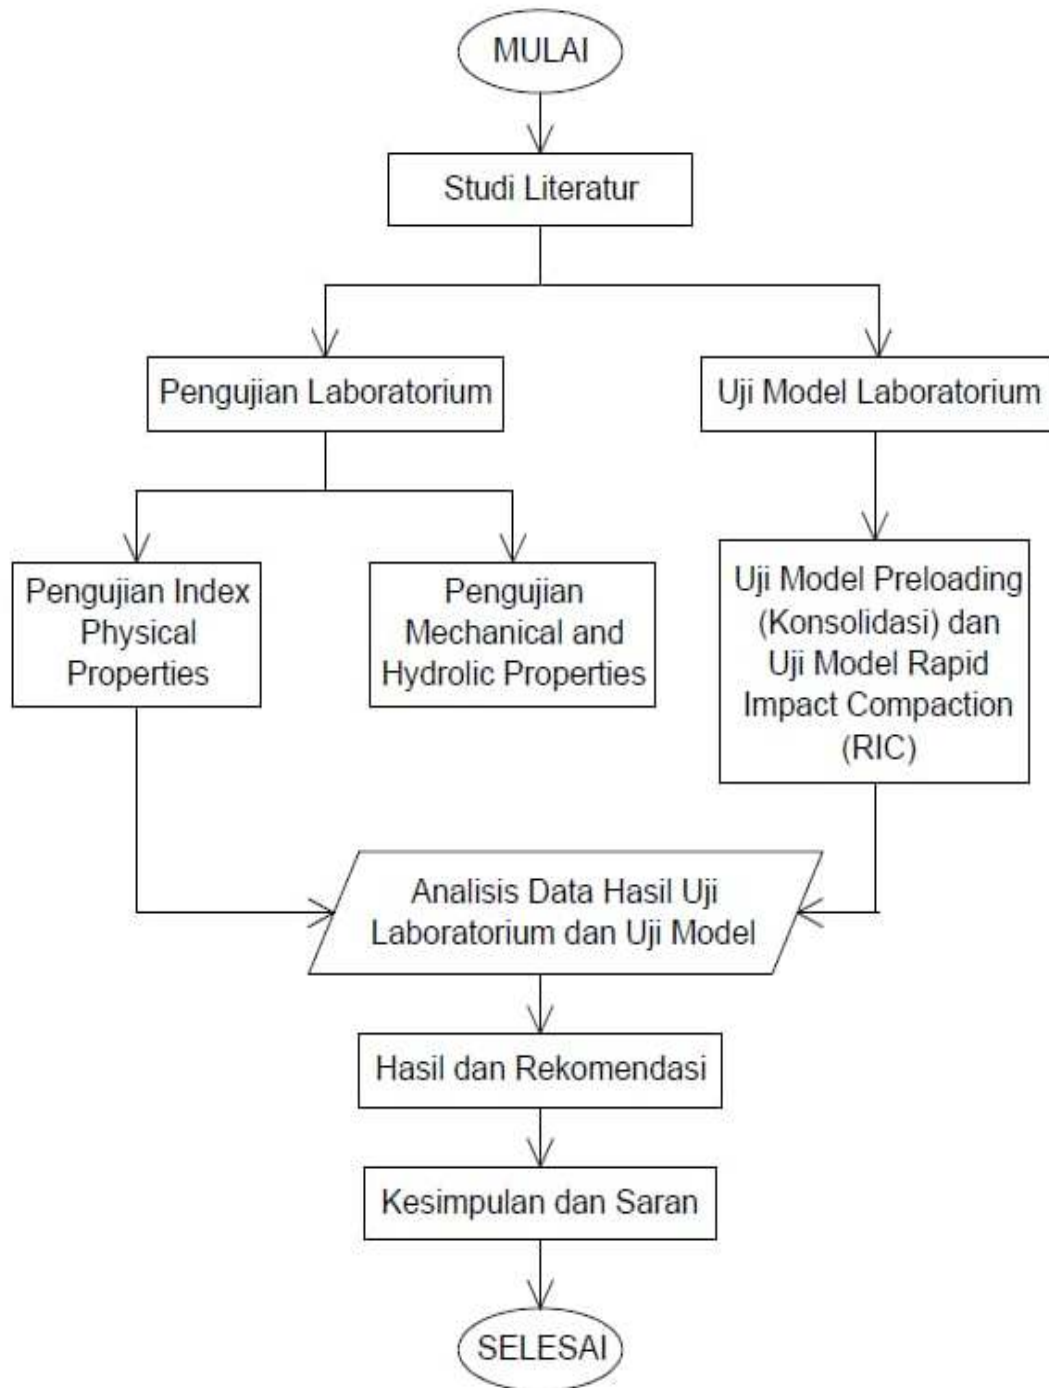 MULAI
Studi Literatur
Pengujian Laboratorium
Uji Model Laboratorium
Pengujian Index
Physical
Properties
Pengujian
Mechanical and
Hydrolic Properties
Uji Model Preloading
(Konsolidasi) dan
Uji Model Rapid
Impact Compaction
(RIC)
Analisis Data Hasil Uji
Laboratorium dan Uji Model
Hasil dan Rekomendasi
Kesimpulan dan Saran
SELESAI